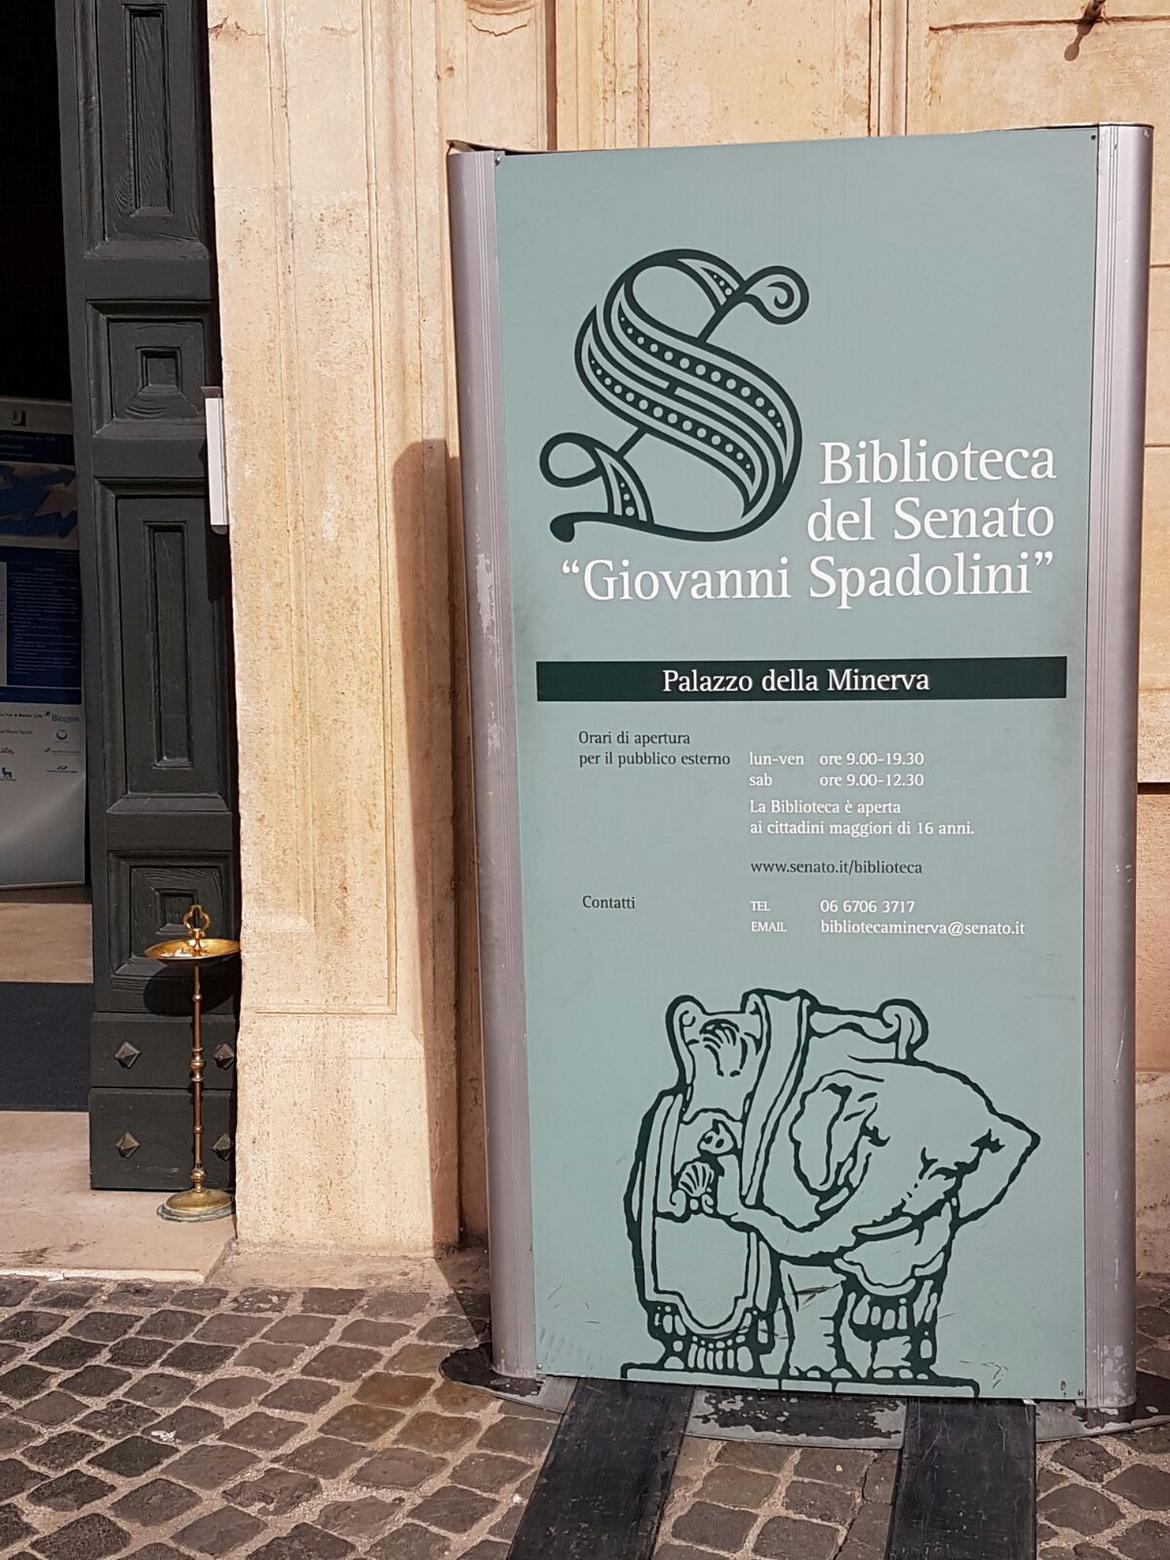 S
Biblioteca
del Senato
“Giovanni Spadolini”
Palazzo della Minerva
Orari di apertura
per il pubblico esterno
lun-ven ore 9.00-19.30
sab ore 9.00-12.30
La Biblioteca è aperta
ai cittadini maggiori di 16 anni.
www.senato.it/biblioteca
Contatti
TEL 06 6706 3717
EMAIL bibliotecaminerva@senato.it
Biogen